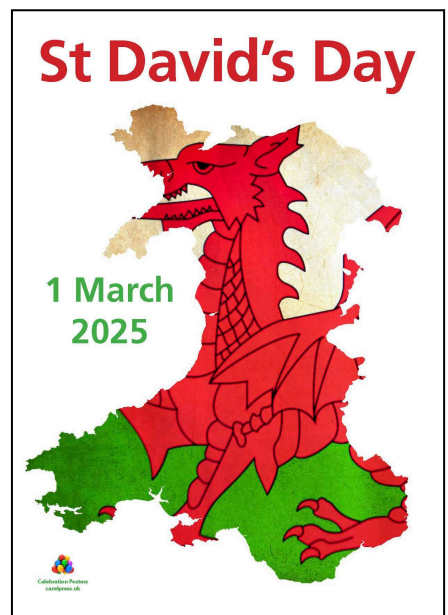 St David's Day
1 March
2025
Celebration Posters
carelpress.uk